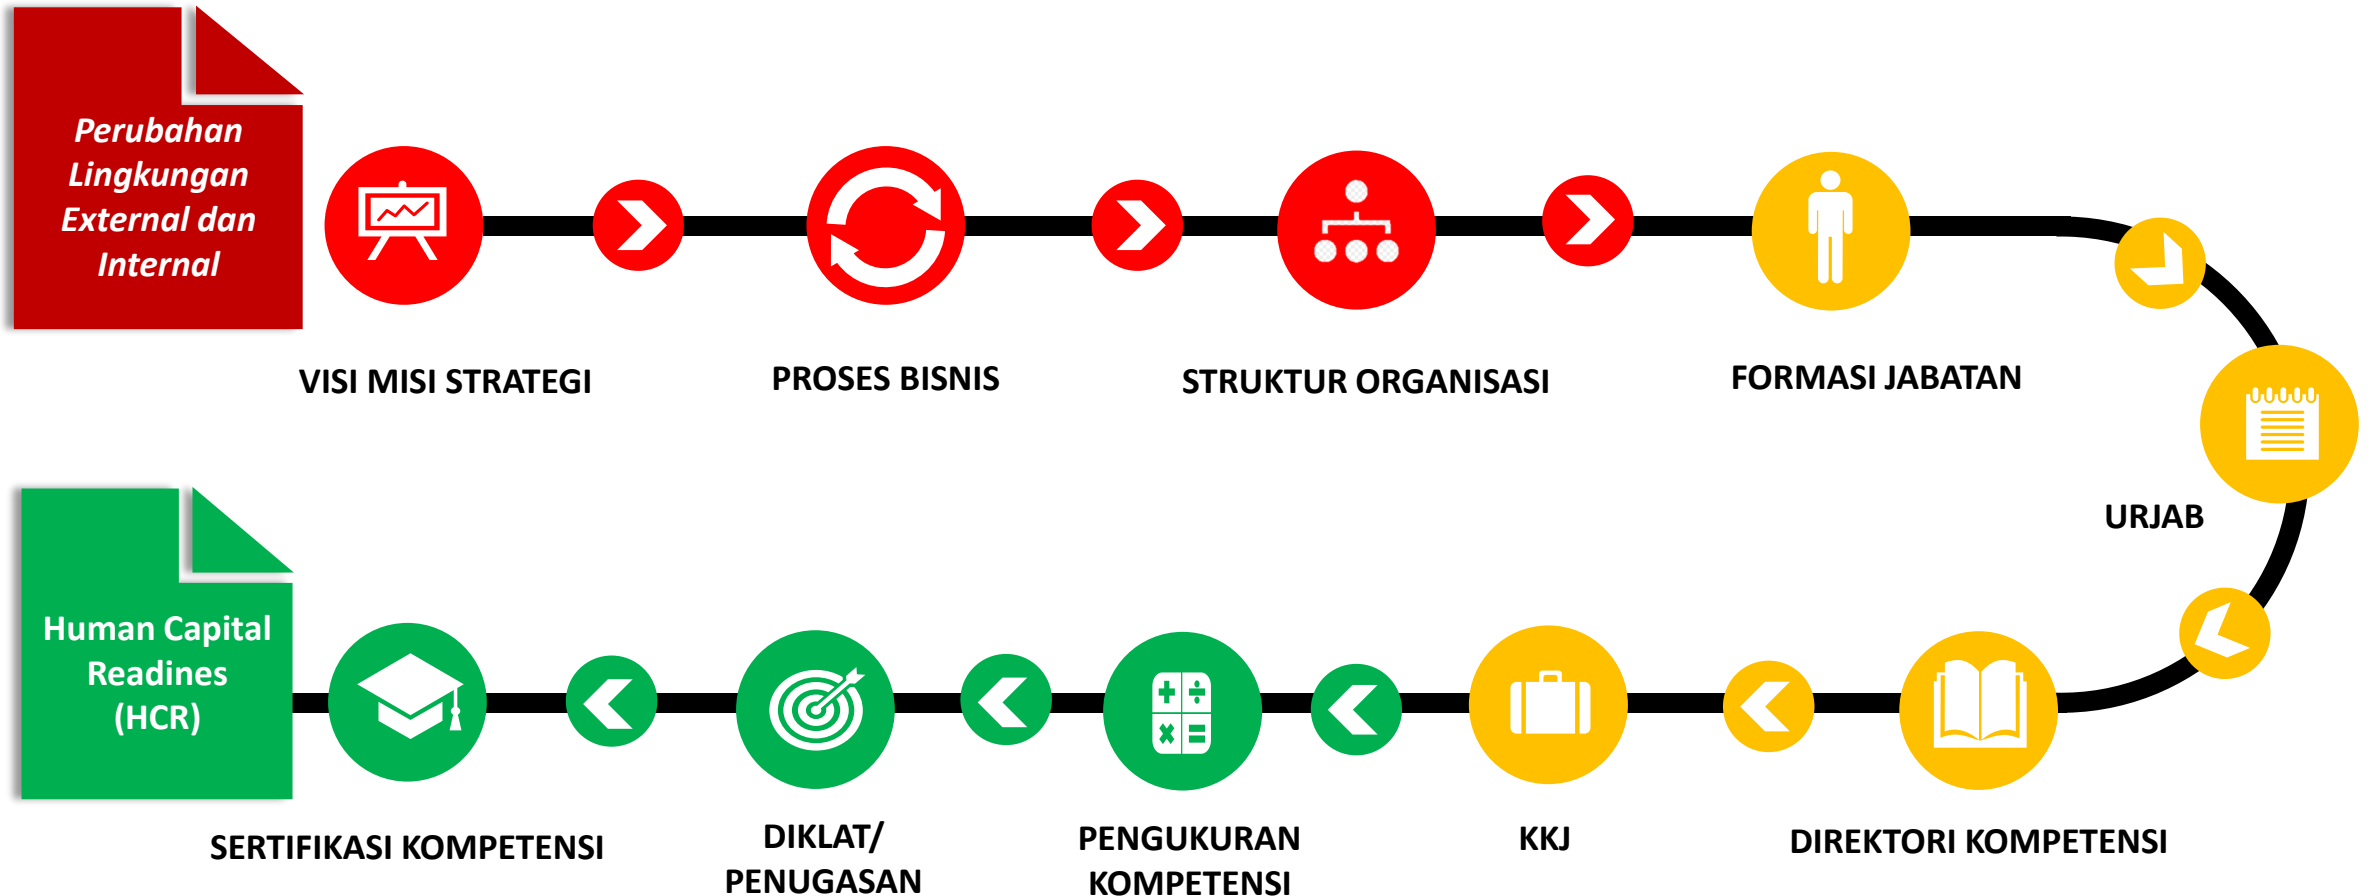 Perubahan
Lingkungan
External dan
Internal
VISI MISI STRATEGI
PROSES BISNIS
STRUKTUR ORGANISASI
FORMASI JABATAN
URJAB
Human Capital
Readines
(HCR)
SERTIFIKASI KOMPETENSI
DIKLAT/
PENUGASAN
PENGUKURAN
KOMPETENSI
KKJ
DIREKTORI KOMPETENSI